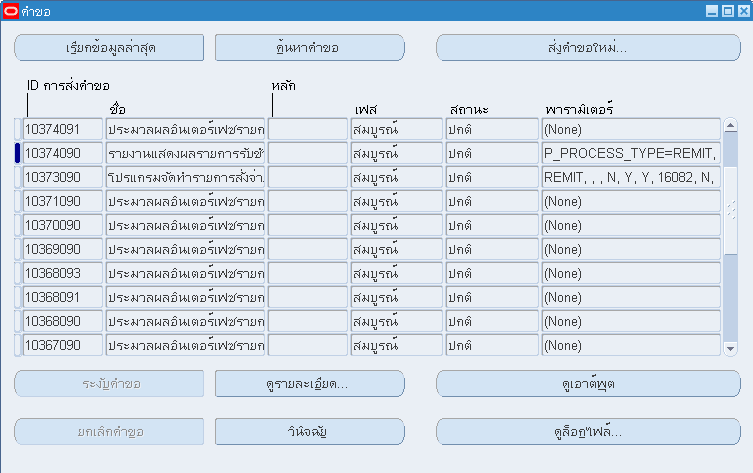 คำขอ
เรียกข้อมูลล่าสุด ค้นหาคำขอ ส่งคำขอใหม่...
ID การส่งคำขอ หลัก
ชื่อ เฟส สถานะ พารามิเตอร์
10374091 ประมวลผลอินเตอร์เฟซรายก สมบูรณ์ ปกติ (None)
10374090 รายงานแสดงผลรายการรับชำ สมบูรณ์ ปกติ P_PROCESS_TYPE=REMIT,
10373090 โปรแกรมจัดทำรายการสั่งจ่า สมบูรณ์ ปกติ REMIT, , , N, Y, Y, 16082, N,
10371090 ประมวลผลอินเตอร์เฟซรายก สมบูรณ์ ปกติ (None)
10370090 ประมวลผลอินเตอร์เฟซรายก สมบูรณ์ ปกติ (None)
10369090 ประมวลผลอินเตอร์เฟซรายก สมบูรณ์ ปกติ (None)
10368093 ประมวลผลอินเตอร์เฟซรายก สมบูรณ์ ปกติ (None)
10368091 ประมวลผลอินเตอร์เฟซรายก สมบูรณ์ ปกติ (None)
10368090 ประมวลผลอินเตอร์เฟซรายก สมบูรณ์ ปกติ (None)
10367090 ประมวลผลอินเตอร์เฟซรายก สมบูรณ์ ปกติ (None)
ระงับคำขอ ดูรายละเอียด... ดูเอาต์พุต
ยกเลิกคำขอ วินิจฉัย ดูล็อกไฟล์...